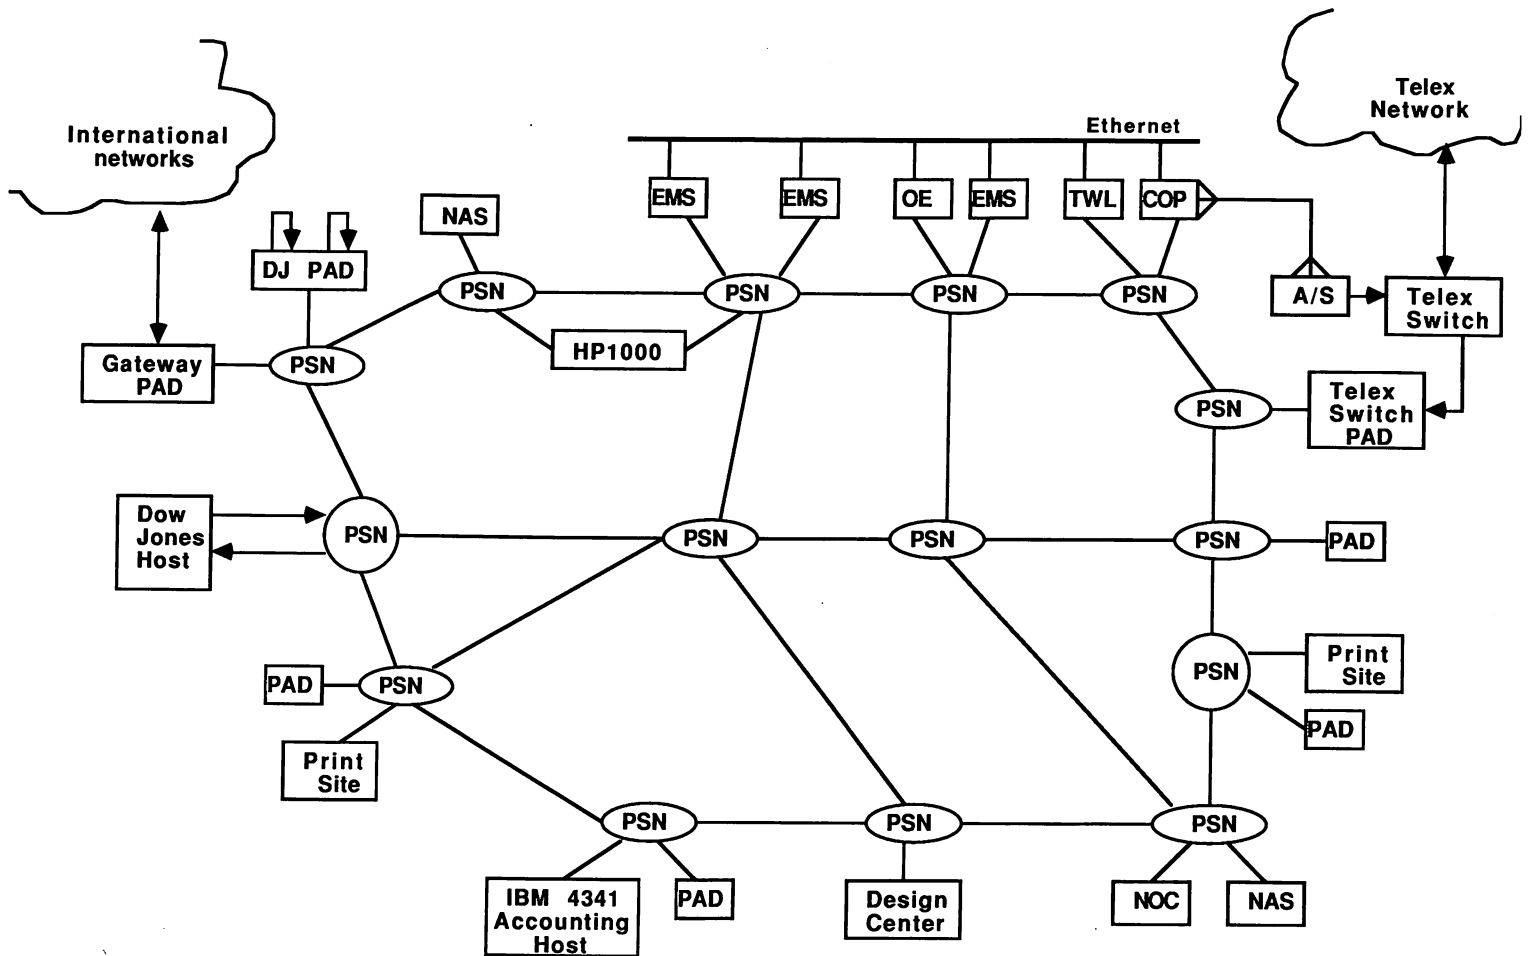 International
networks
Telex
Network
Ethernet
EMS
EMS
OE
EMS
TWL
COP
NAS
DJ PAD
PSN
PSN
PSN
PSN
A/S
Telex
Switch
HP1000
Gateway
PAD
PSN
PSN
Telex
Switch
PAD
Dow
Jones
Host
PSN
PSN
PSN
PSN
PAD
PAD
PSN
PSN
Print
Site
PAD
Print
Site
PSN
PSN
PSN
IBM 4341
Accounting
Host
PAD
Design
Center
NOC
NAS